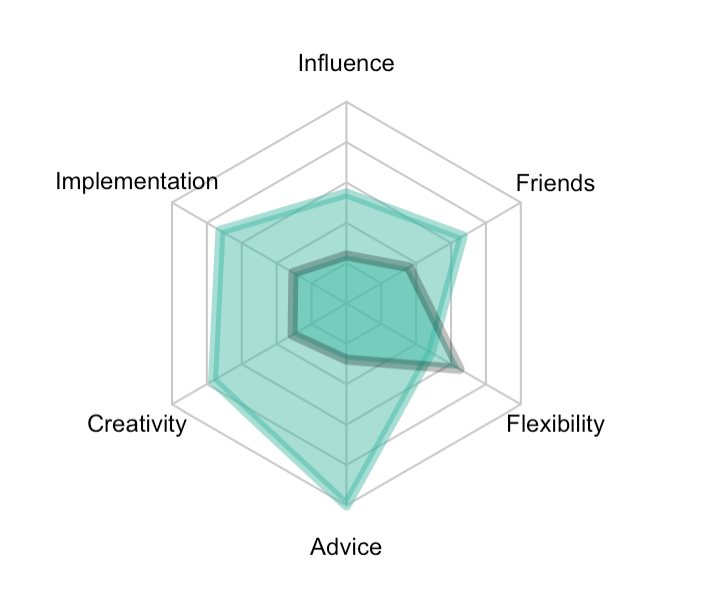 Influence
Implementation
Friends
Creativity
Flexibility
Advice